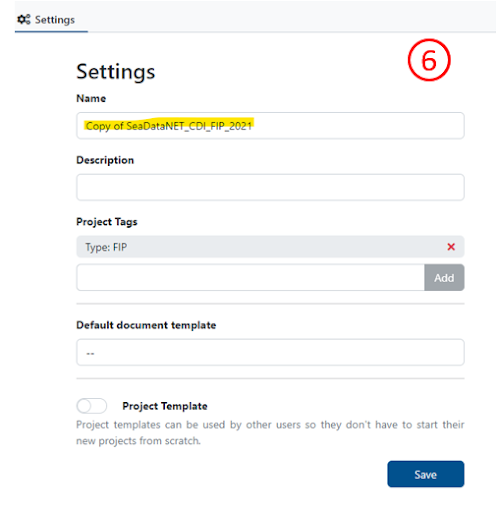 Settings
6
Settings
Name
Copy of SeaDataNET_CDI_FIP_2021
Description
Project Tags
Type: FIP
Add
Default document template
--
Project Template
Project templates can be used by other users so they don't have to start their
new projects from scratch.
Save